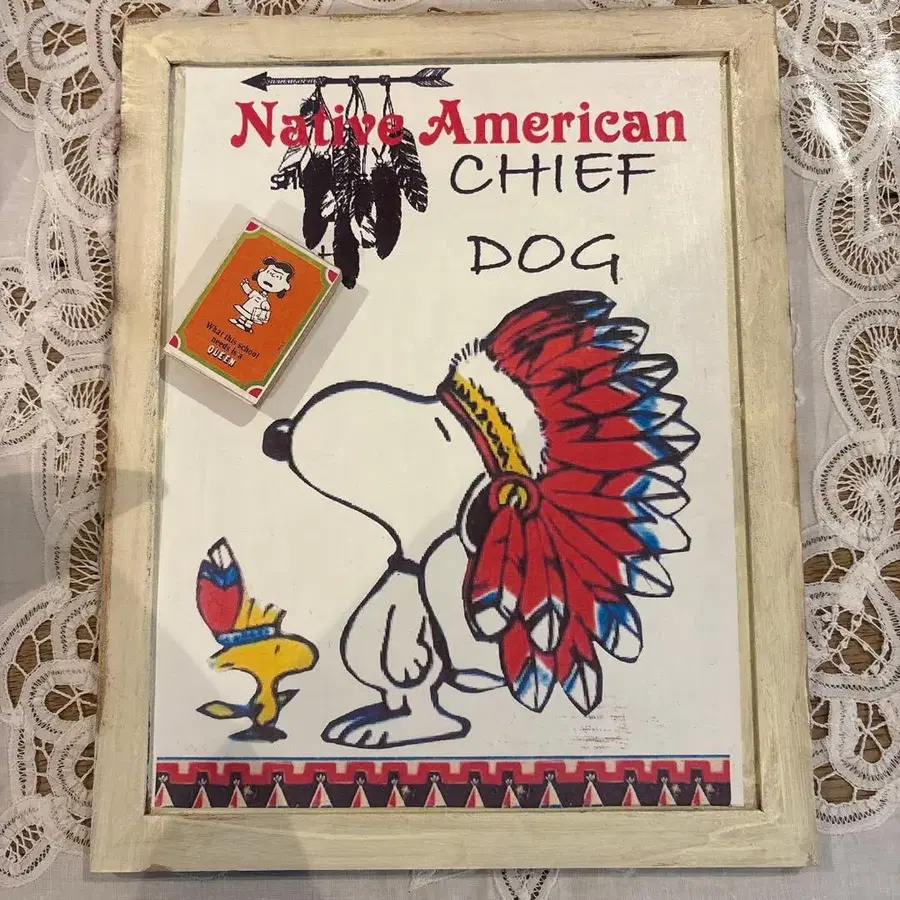 Native American
CHIEF
DOG
What this school
needs is a
QUEEN